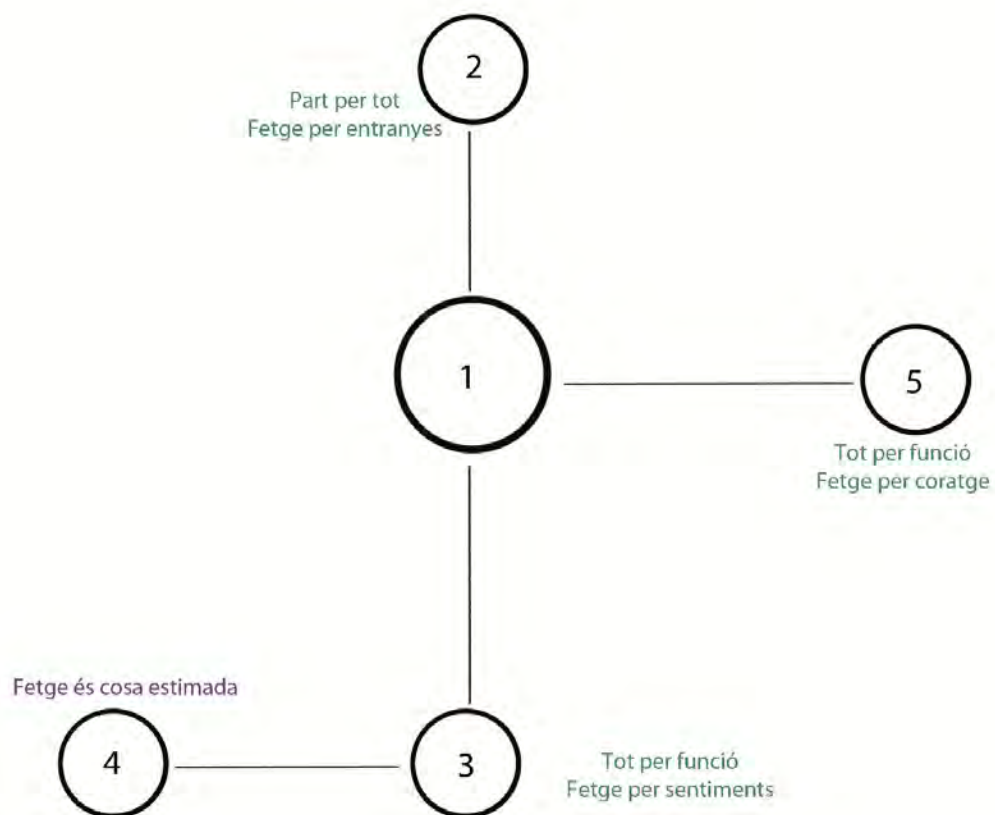 2
Part per tot
Fetge per entranyes
1
5
Tot per funció
Fetge per coratge
Fetge és cosa estimada
4
3
Tot per funció
Fetge per sentiments